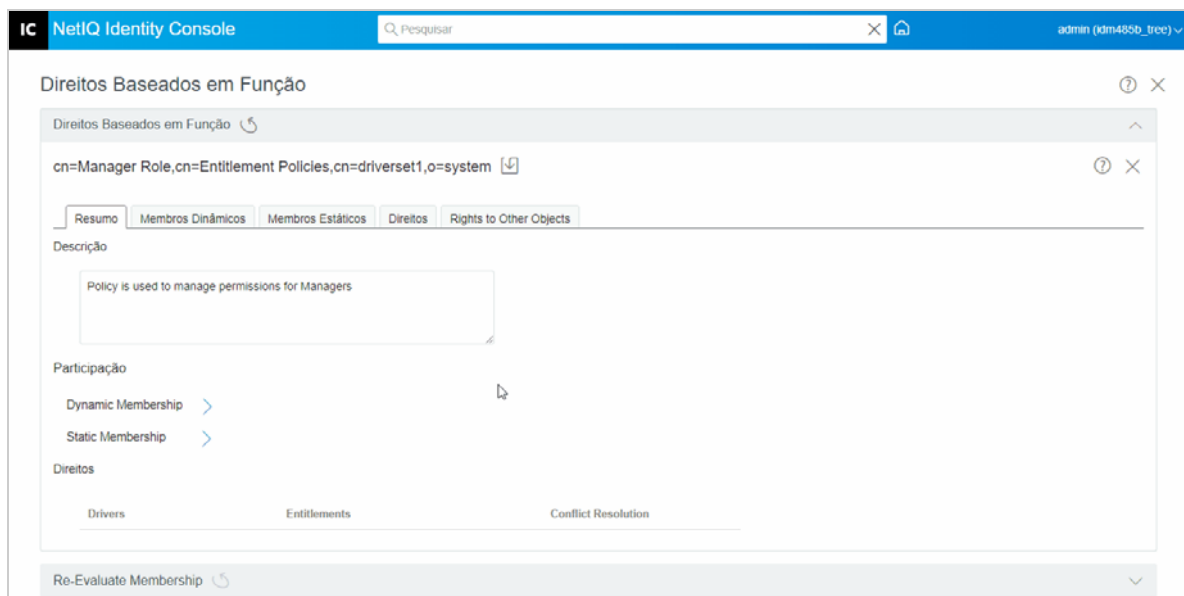 IC NetIQ Identity Console Pesquisar admin (idm485b_tree)
Direitos Baseados em Função
Direitos Baseados em Função
cn=Manager Role,cn=Entitlement Policies,cn=driverset1,o=system
Resumo Membros Dinâmicos Membros Estáticos Direitos Rights to Other Objects
Descrição
Policy is used to manage permissions for Managers
Participação
Dynamic Membership
Static Membership
Direitos
Drivers Entitlements Conflict Resolution
Re-Evaluate Membership